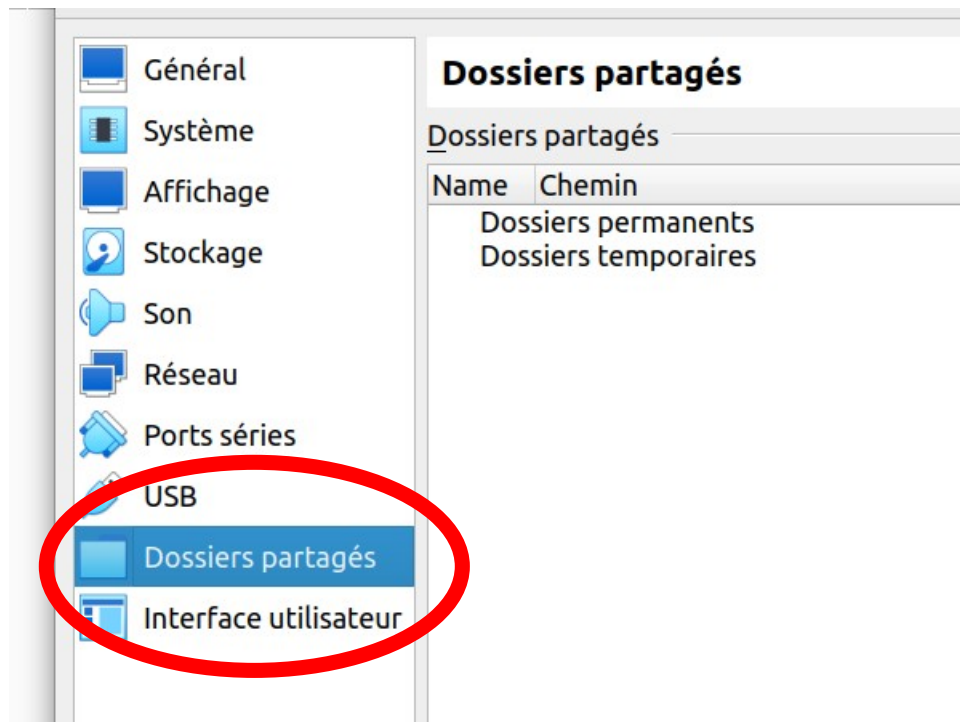 Général
Système
Affichage
Stockage
Son
Réseau
Ports séries
USB
Dossiers partagés
Interface utilisateur
Dossiers partagés
Dossiers partagés
Name Chemin
Dossiers permanents
Dossiers temporaires